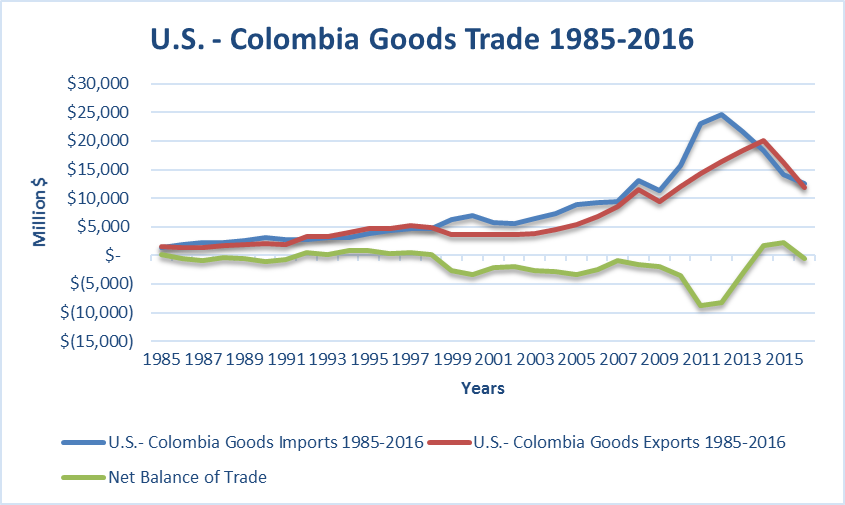 U.S. - Colombia Goods Trade 1985-2016
$30,000
$25,000
$20,000
$15,000
$10,000
$5,000
$-
$(5,000)
$(10,000)
$(15,000)
Million $
1985 1987 1989 1991 1993 1995 1997 1999 2001 2003 2005 2007 2009 2011 2013 2015
Years
U.S.- Colombia Goods Imports 1985-2016 U.S.- Colombia Goods Exports 1985-2016
Net Balance of Trade